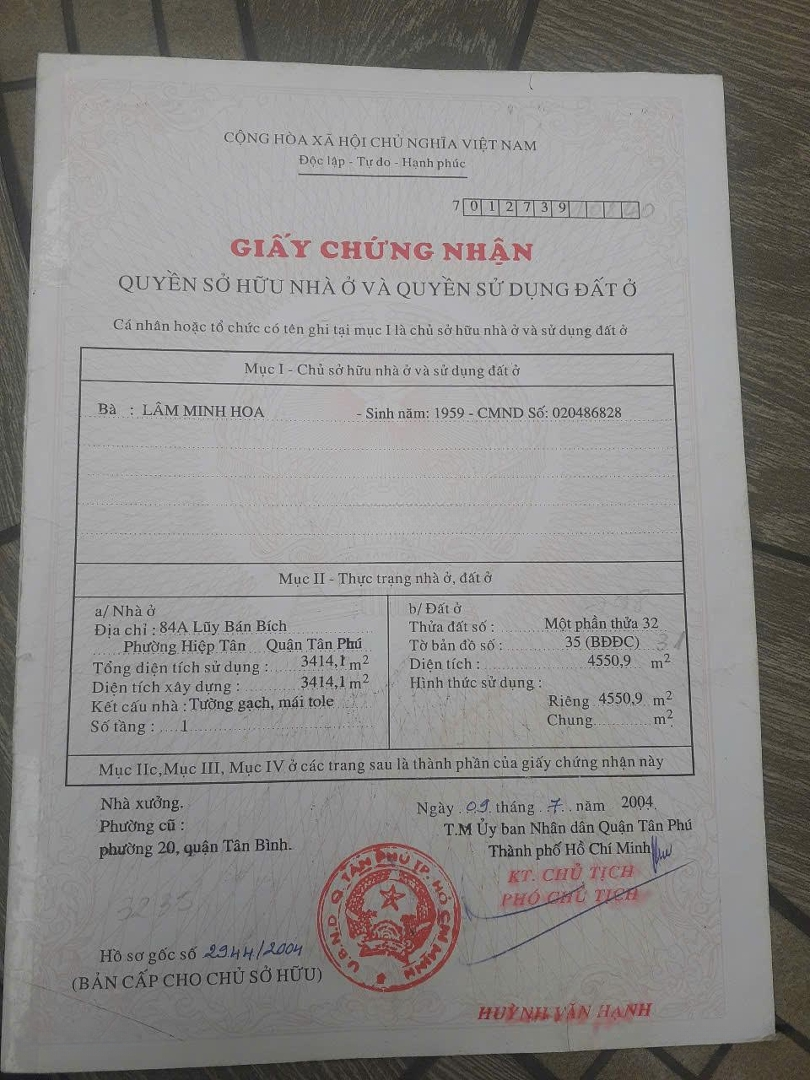 CỘNG HÒA XÃ HỘI CHỦ NGHĨA VIỆT NAM
Độc lập - Tự do - Hạnh phúc
7012739
GIẤY CHỨNG NHẬN
QUYỀN SỞ HỮU NHÀ Ở VÀ QUYỀN SỬ DỤNG ĐẤT Ở
Cá nhân hoặc tổ chức có tên ghi tại mục I là chủ sở hữu nhà ở và sử dụng đất ở
Mục I - Chủ sở hữu nhà ở và sử dụng đất ở
Bà : LÂM MINH HOA - Sinh năm: 1959 - CMND Số: 020486828
Mục II - Thực trạng nhà ở, đất ở
a/ Nhà ở
Địa chỉ : 84A Lũy Bán Bích
Phường Hiệp Tân Quận Tân Phú
Tổng diện tích sử dụng : 3414,1 m²
Diện tích xây dựng : 3414,1 m²
Kết cấu nhà : Tường gạch, mái tole
Số tầng : 1
b/ Đất ở
Thửa đất số : Một phần thửa 32
Tờ bản đồ số: 35 (BĐĐC) 31
Diện tích : 4550,9 m²
Hình thức sử dụng :
Riêng 4550,9 m²
Chung m²
Mục IIc,Mục III, Mục IV ở các trang sau là thành phần của giấy chứng nhận này
Nhà xưởng.
Phường cũ :
phường 20, quận Tân Bình.
3235
Hồ sơ gốc số 2944/2004
(BẢN CẤP CHO CHỦ SỞ HỮU)
Ngày 09 tháng 7 năm 2004
T.M Ủy ban Nhân dân Quận Tân Phú
Thành phố Hồ Chí Minh
KT. CHỦ TỊCH
PHÓ CHỦ TỊCH
U.B.N.D Q TÂN PHÚ TP. HỒ CHÍ MINH
HUỲNH VĂN HẠNH